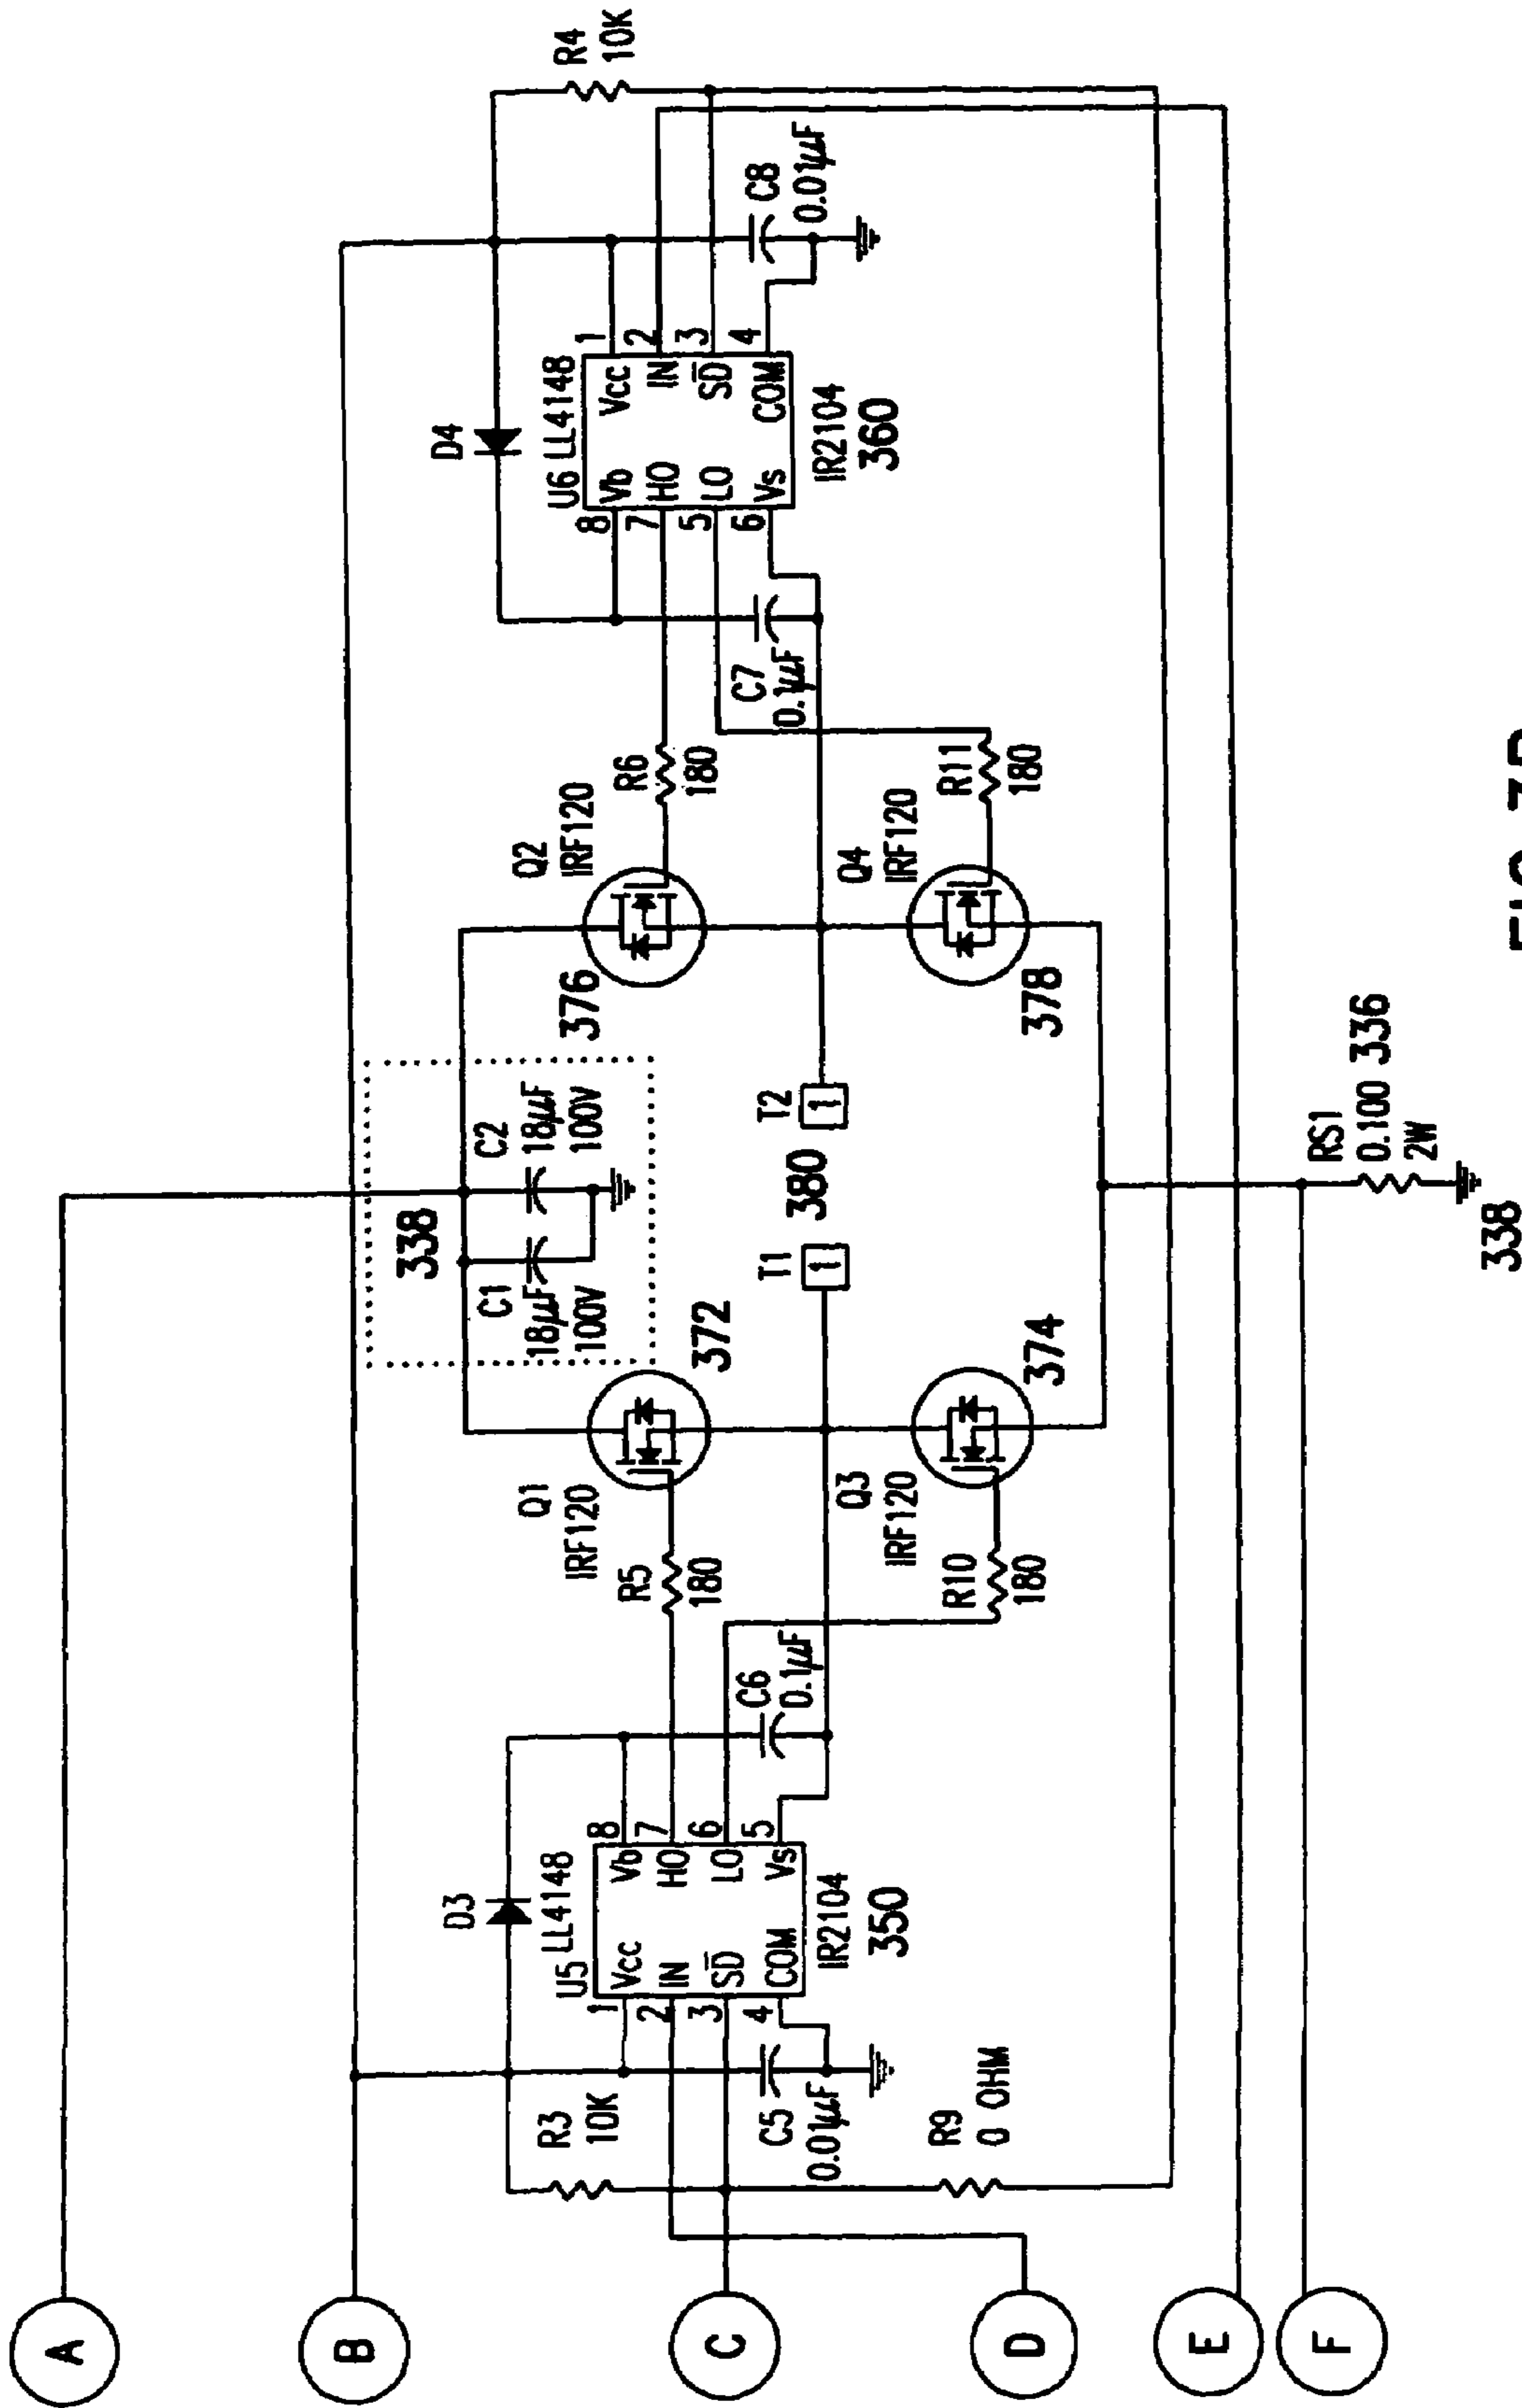 A
B
C
D
E
F
338
C1
18µF
100V
C2
18µF
100V
D3
LL4148
U5
1
2
3
4
Vcc
IN
SD
COM
Vb
HO
LO
Vs
8
7
6
5
IR2104
350
R3
10K
C5
0.01µF
R9
0 OHM
C6
0.1µF
R5
180
R10
180
Q1
IRF120
372
Q3
IRF120
374
T1
1
380
T2
1
Q2
IRF120
376
Q4
IRF120
378
R6
180
R11
180
C7
0.1µF
D4
U6 LL4148
8
7
5
6
Vb
HO
LO
Vs
Vcc
IN
SD
COM
1
2
3
4
IR2104
360
C8
0.01µF
R4
10K
RS1
0.100 336
2W
338